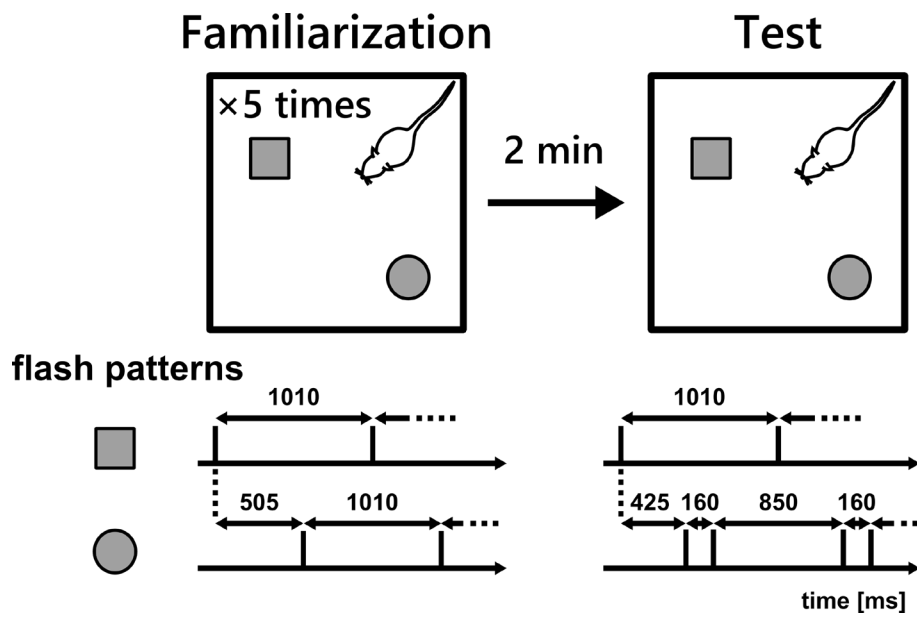 Familiarization
Test
×5 times
2 min
flash patterns
1010
1010
505
1010
425
160
850
160
time [ms]